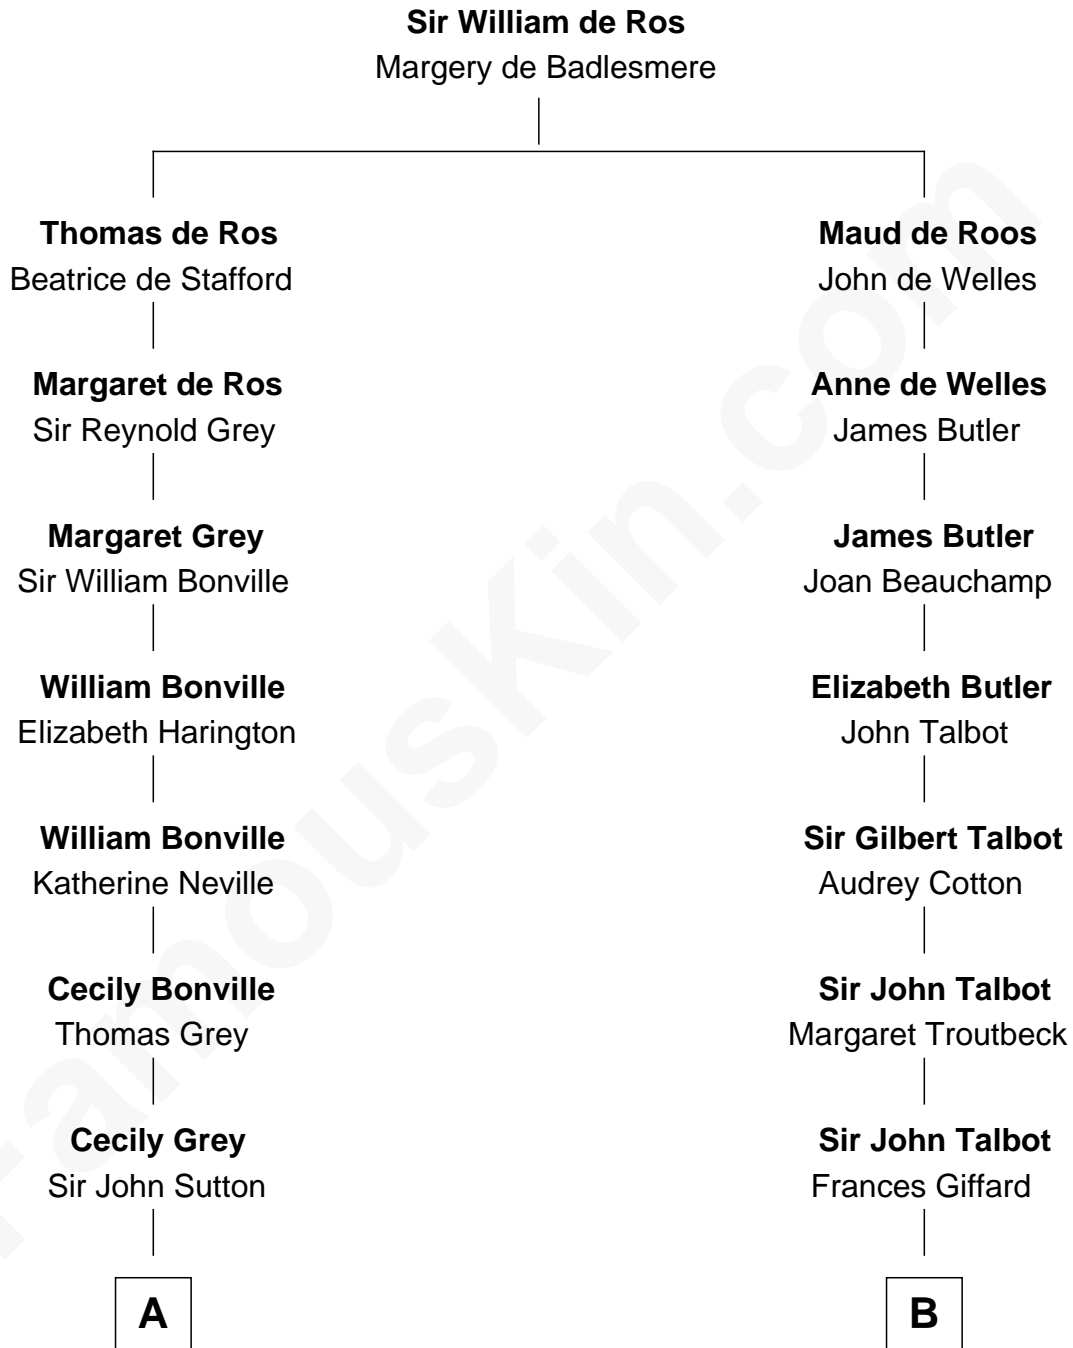 Sir William de Ros
Margery de Badlesmere
Thomas de Ros
Beatrice de Stafford
Maud de Roos
John de Welles
Margaret de Ros
Sir Reynold Grey
Anne de Welles
James Butler
Margaret Grey
Sir William Bonville
James Butler
Joan Beauchamp
William Bonville
Elizabeth Harington
Elizabeth Butler
John Talbot
William Bonville
Katherine Neville
Sir Gilbert Talbot
Audrey Cotton
Cecily Bonville
Thomas Grey
Sir John Talbot
Margaret Troutbeck
Cecily Grey
Sir John Sutton
Sir John Talbot
Frances Giffard
A
B
FamousKin.com